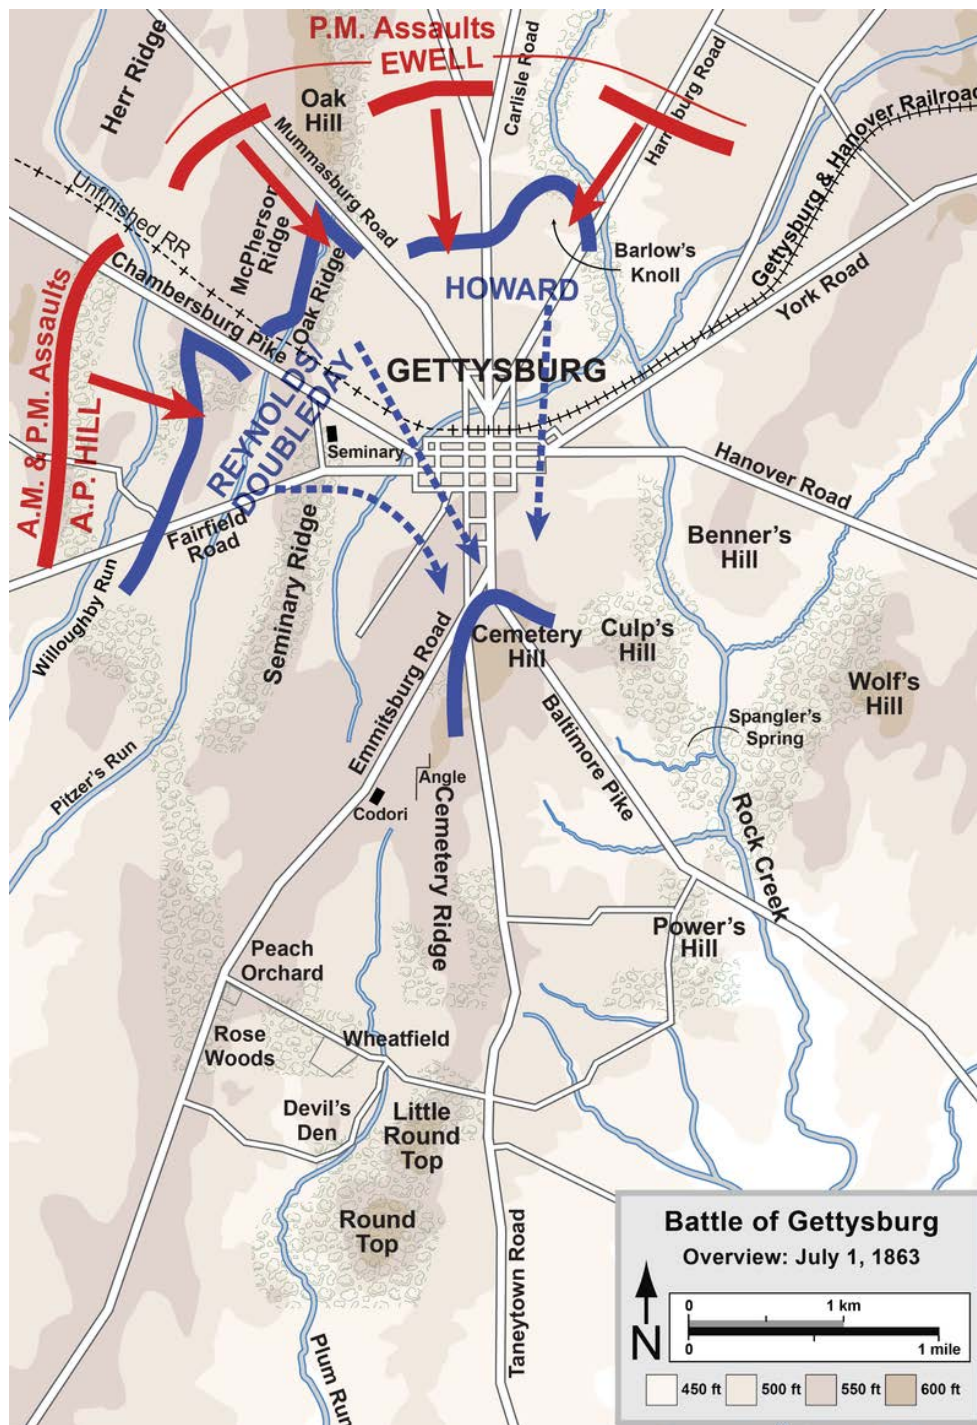 P.M. Assaults
EWELL
Herr Ridge
Oak
Hill
Carlisle Road
Harrisburg Road
Gettysburg & Hanover Railroad
Mummasburg Road
Unfinished RR
McPherson
Ridge
Chambersburg Pike
Oak Ridge
Barlow's
Knoll
York Road
HOWARD
A.M. & P.M. Assaults
A.P. HILL
REYNOLDS/
DOUBLEDAY
GETTYSBURG
Seminary
Hanover Road
Fairfield
Road
Willoughby Run
Seminary Ridge
Benner's
Hill
Cemetery
Hill
Culp's
Hill
Wolf's
Hill
Emmitsburg Road
Baltimore Pike
Spangler's
Spring
Pitzer's Run
Angle
Codori
Cemetery Ridge
Rock Creek
Power's
Hill
Peach
Orchard
Rose
Woods
Wheatfield
Devil's
Den
Little
Round
Top
Round
Top
Taneytown Road
Plum Run
Battle of Gettysburg
Overview: July 1, 1863
N
0 1 km
0 1 mile
450 ft 500 ft 550 ft 600 ft